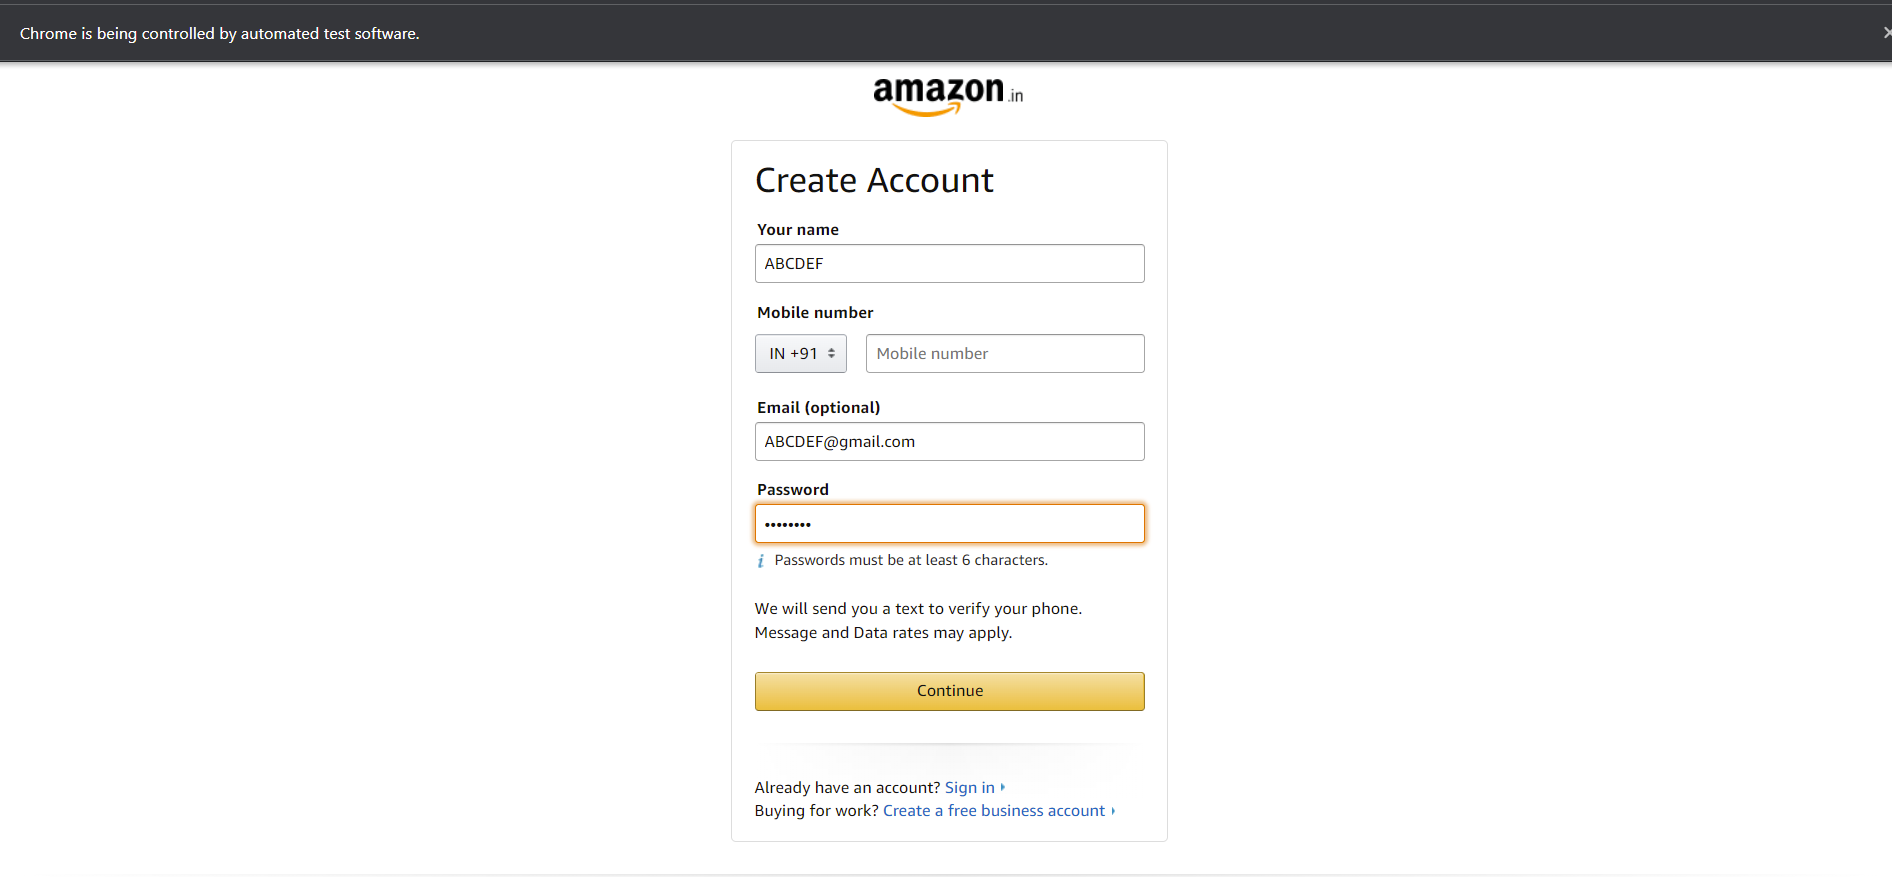 Chrome is being controlled by automated test software.
amazon.in
Create Account
Your name
ABCDEF
Mobile number
IN +91
Mobile number
Email (optional)
ABCDEF@gmail.com
Password
••••••••
i Passwords must be at least 6 characters.
We will send you a text to verify your phone.
Message and Data rates may apply.
Continue
Already have an account? Sign in
Buying for work? Create a free business account